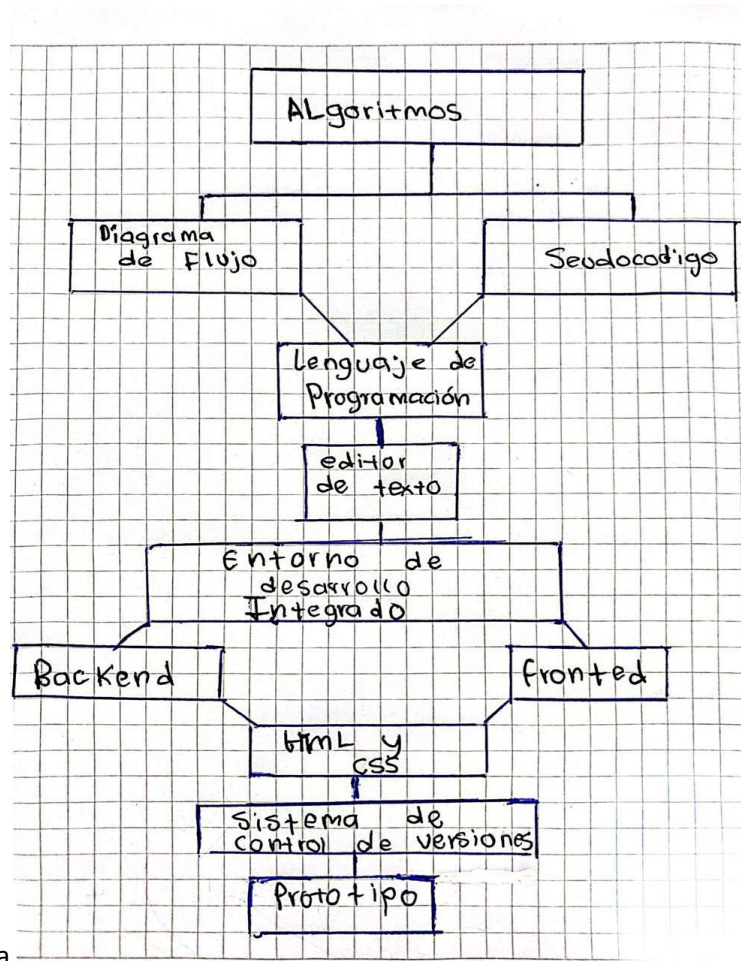 ALgoritmos
Diagrama
de Flujo
Seudocodigo
Lenguaje de
Programación
editor
de texto
Entorno de
desarrollo
Integrado
Backend
fronted
HtmL y
CSS
Sistema de
control de versiones
Prototipo
a